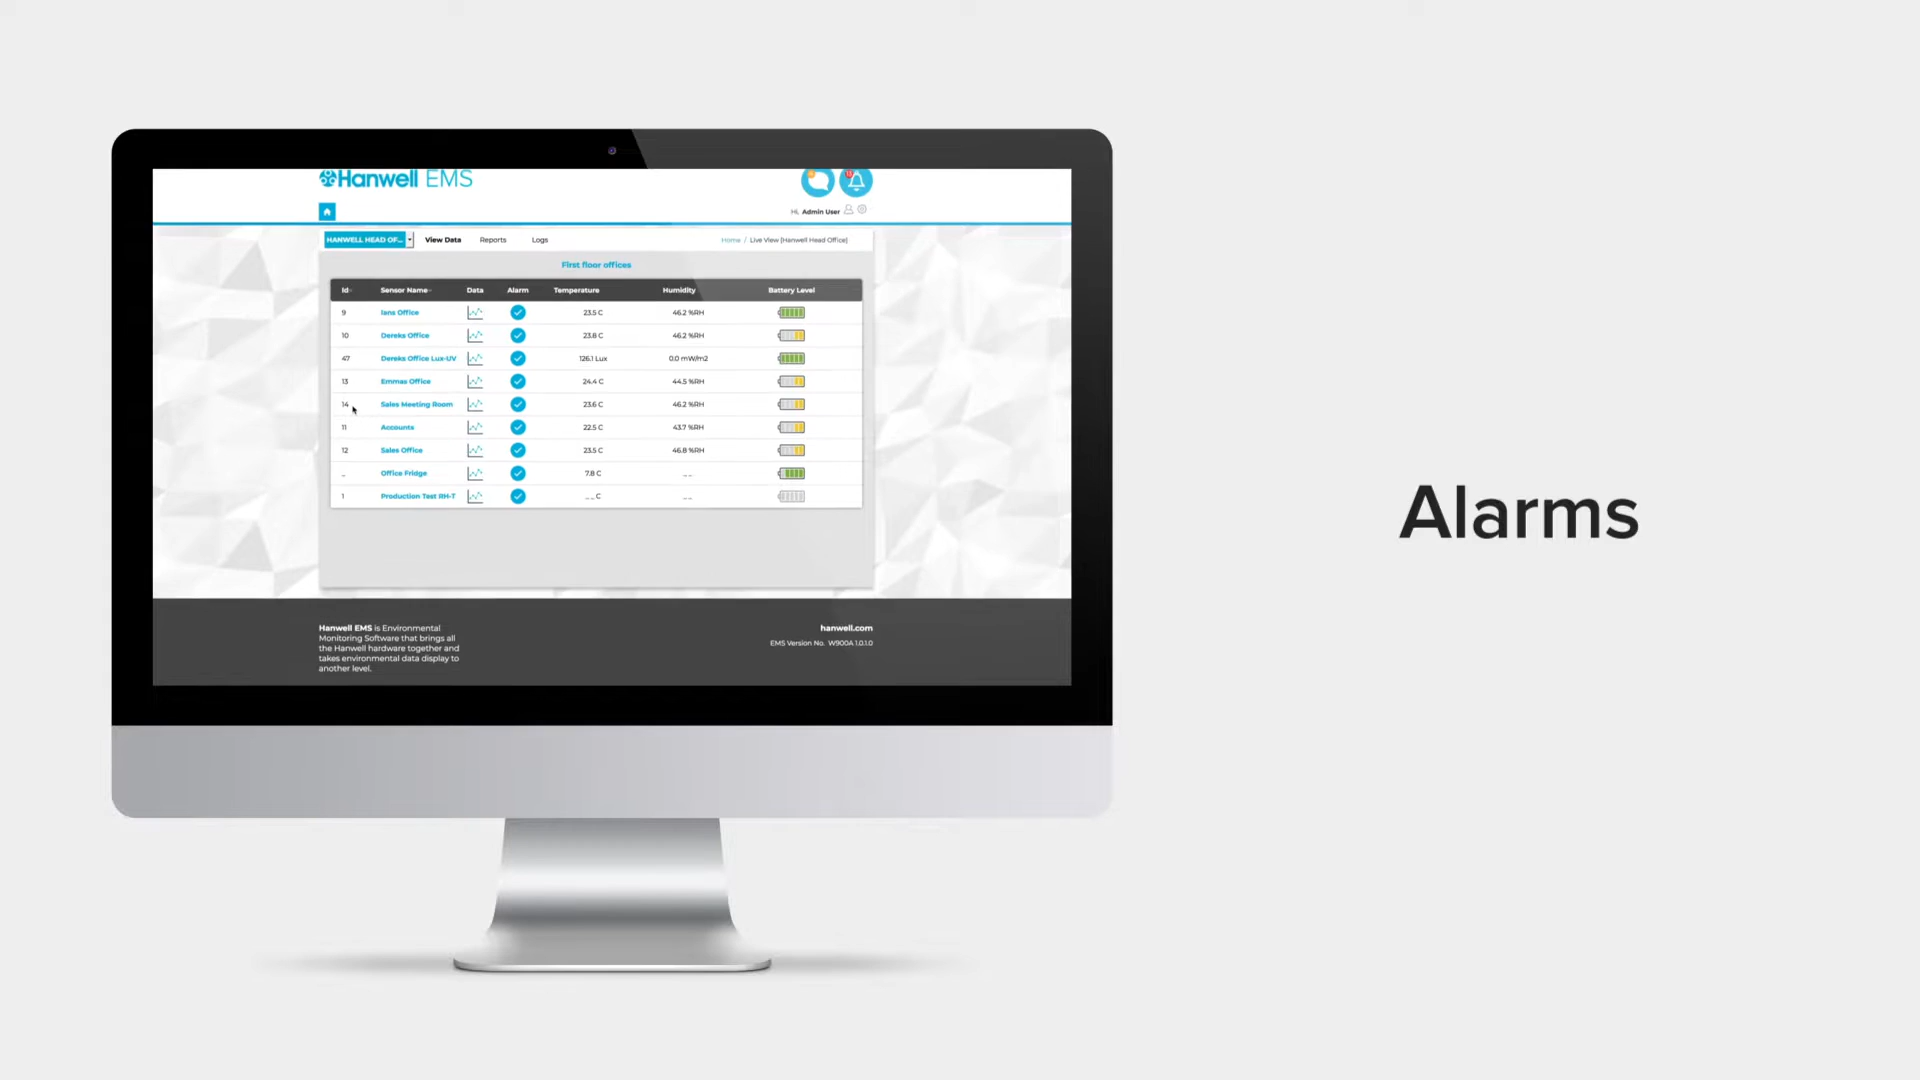 Hanwell EMS
Hi, Admin User
HANWELL HEAD OF... View Data Reports Logs Home / Live View [Hanwell Head Office]
First floor offices
Id Sensor Name Data Alarm Temperature Humidity Battery Level
9 Ians Office 23.5 C 46.2 %RH
10 Dereks Office 23.8 C 46.2 %RH
47 Dereks Office Lux-UV 126.1 Lux 0.0 mW/m2
13 Emmas Office 24.4 C 44.5 %RH
14 Sales Meeting Room 23.6 C 46.2 %RH
11 Accounts 22.5 C 43.7 %RH
12 Sales Office 23.5 C 46.8 %RH
_ Office Fridge 7.8 C _ _
1 Production Test RH-T _ _ C _ _
Alarms
Hanwell EMS is Environmental
Monitoring Software that brings all
the Hanwell hardware together and
takes environmental data display to
another level.
hanwell.com
EMS Version No. W900A 1.0.1.0